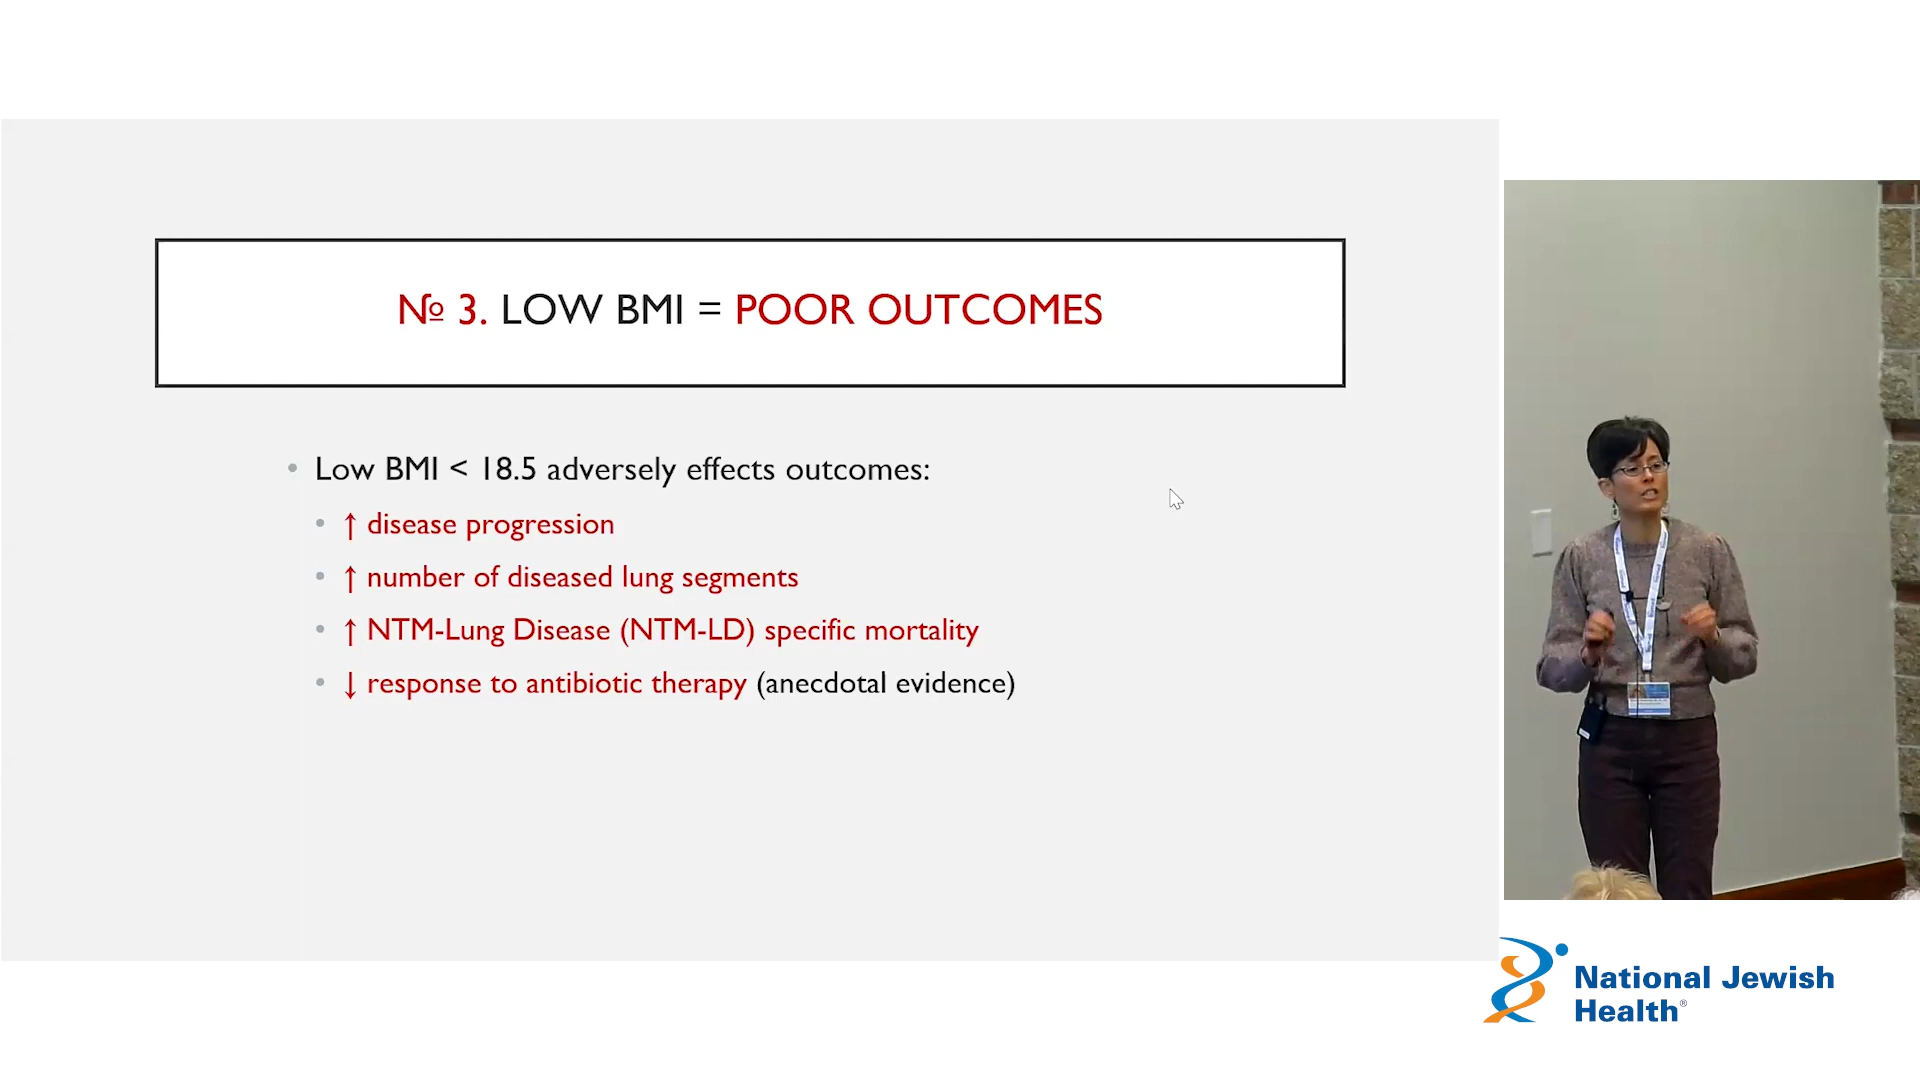 № 3. LOW BMI = POOR OUTCOMES
• Low BMI < 18.5 adversely effects outcomes:
• ↑ disease progression
• ↑ number of diseased lung segments
• ↑ NTM-Lung Disease (NTM-LD) specific mortality
• ↓ response to antibiotic therapy (anecdotal evidence)
National Jewish
Health®